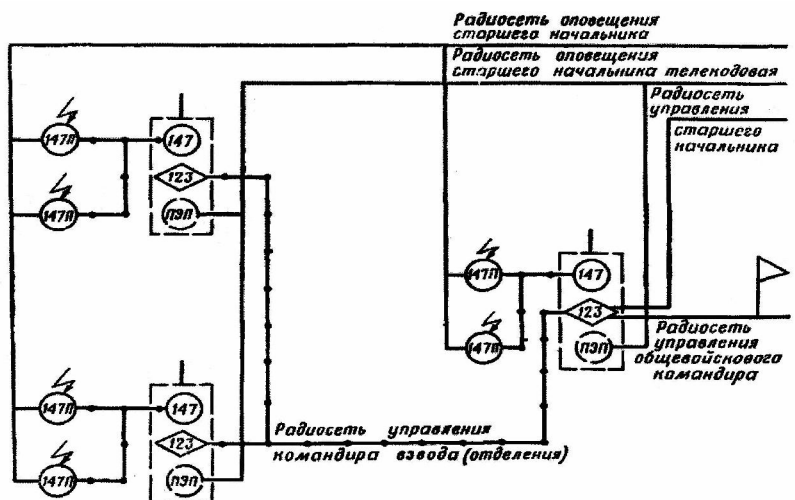 Радиосеть оповещения
старшего начальника
Радиосеть оповещения
старшего начальника телекодовая
Радиосеть
управления
старшего
начальника
147П
147
123
147П
ПЭП
147П
147
123
147П
ПЭП
Радиосеть
управления
общевойскового
командира
147П
147
123
147П
ПЭП
Радиосеть управления
командира взвода (отделения)